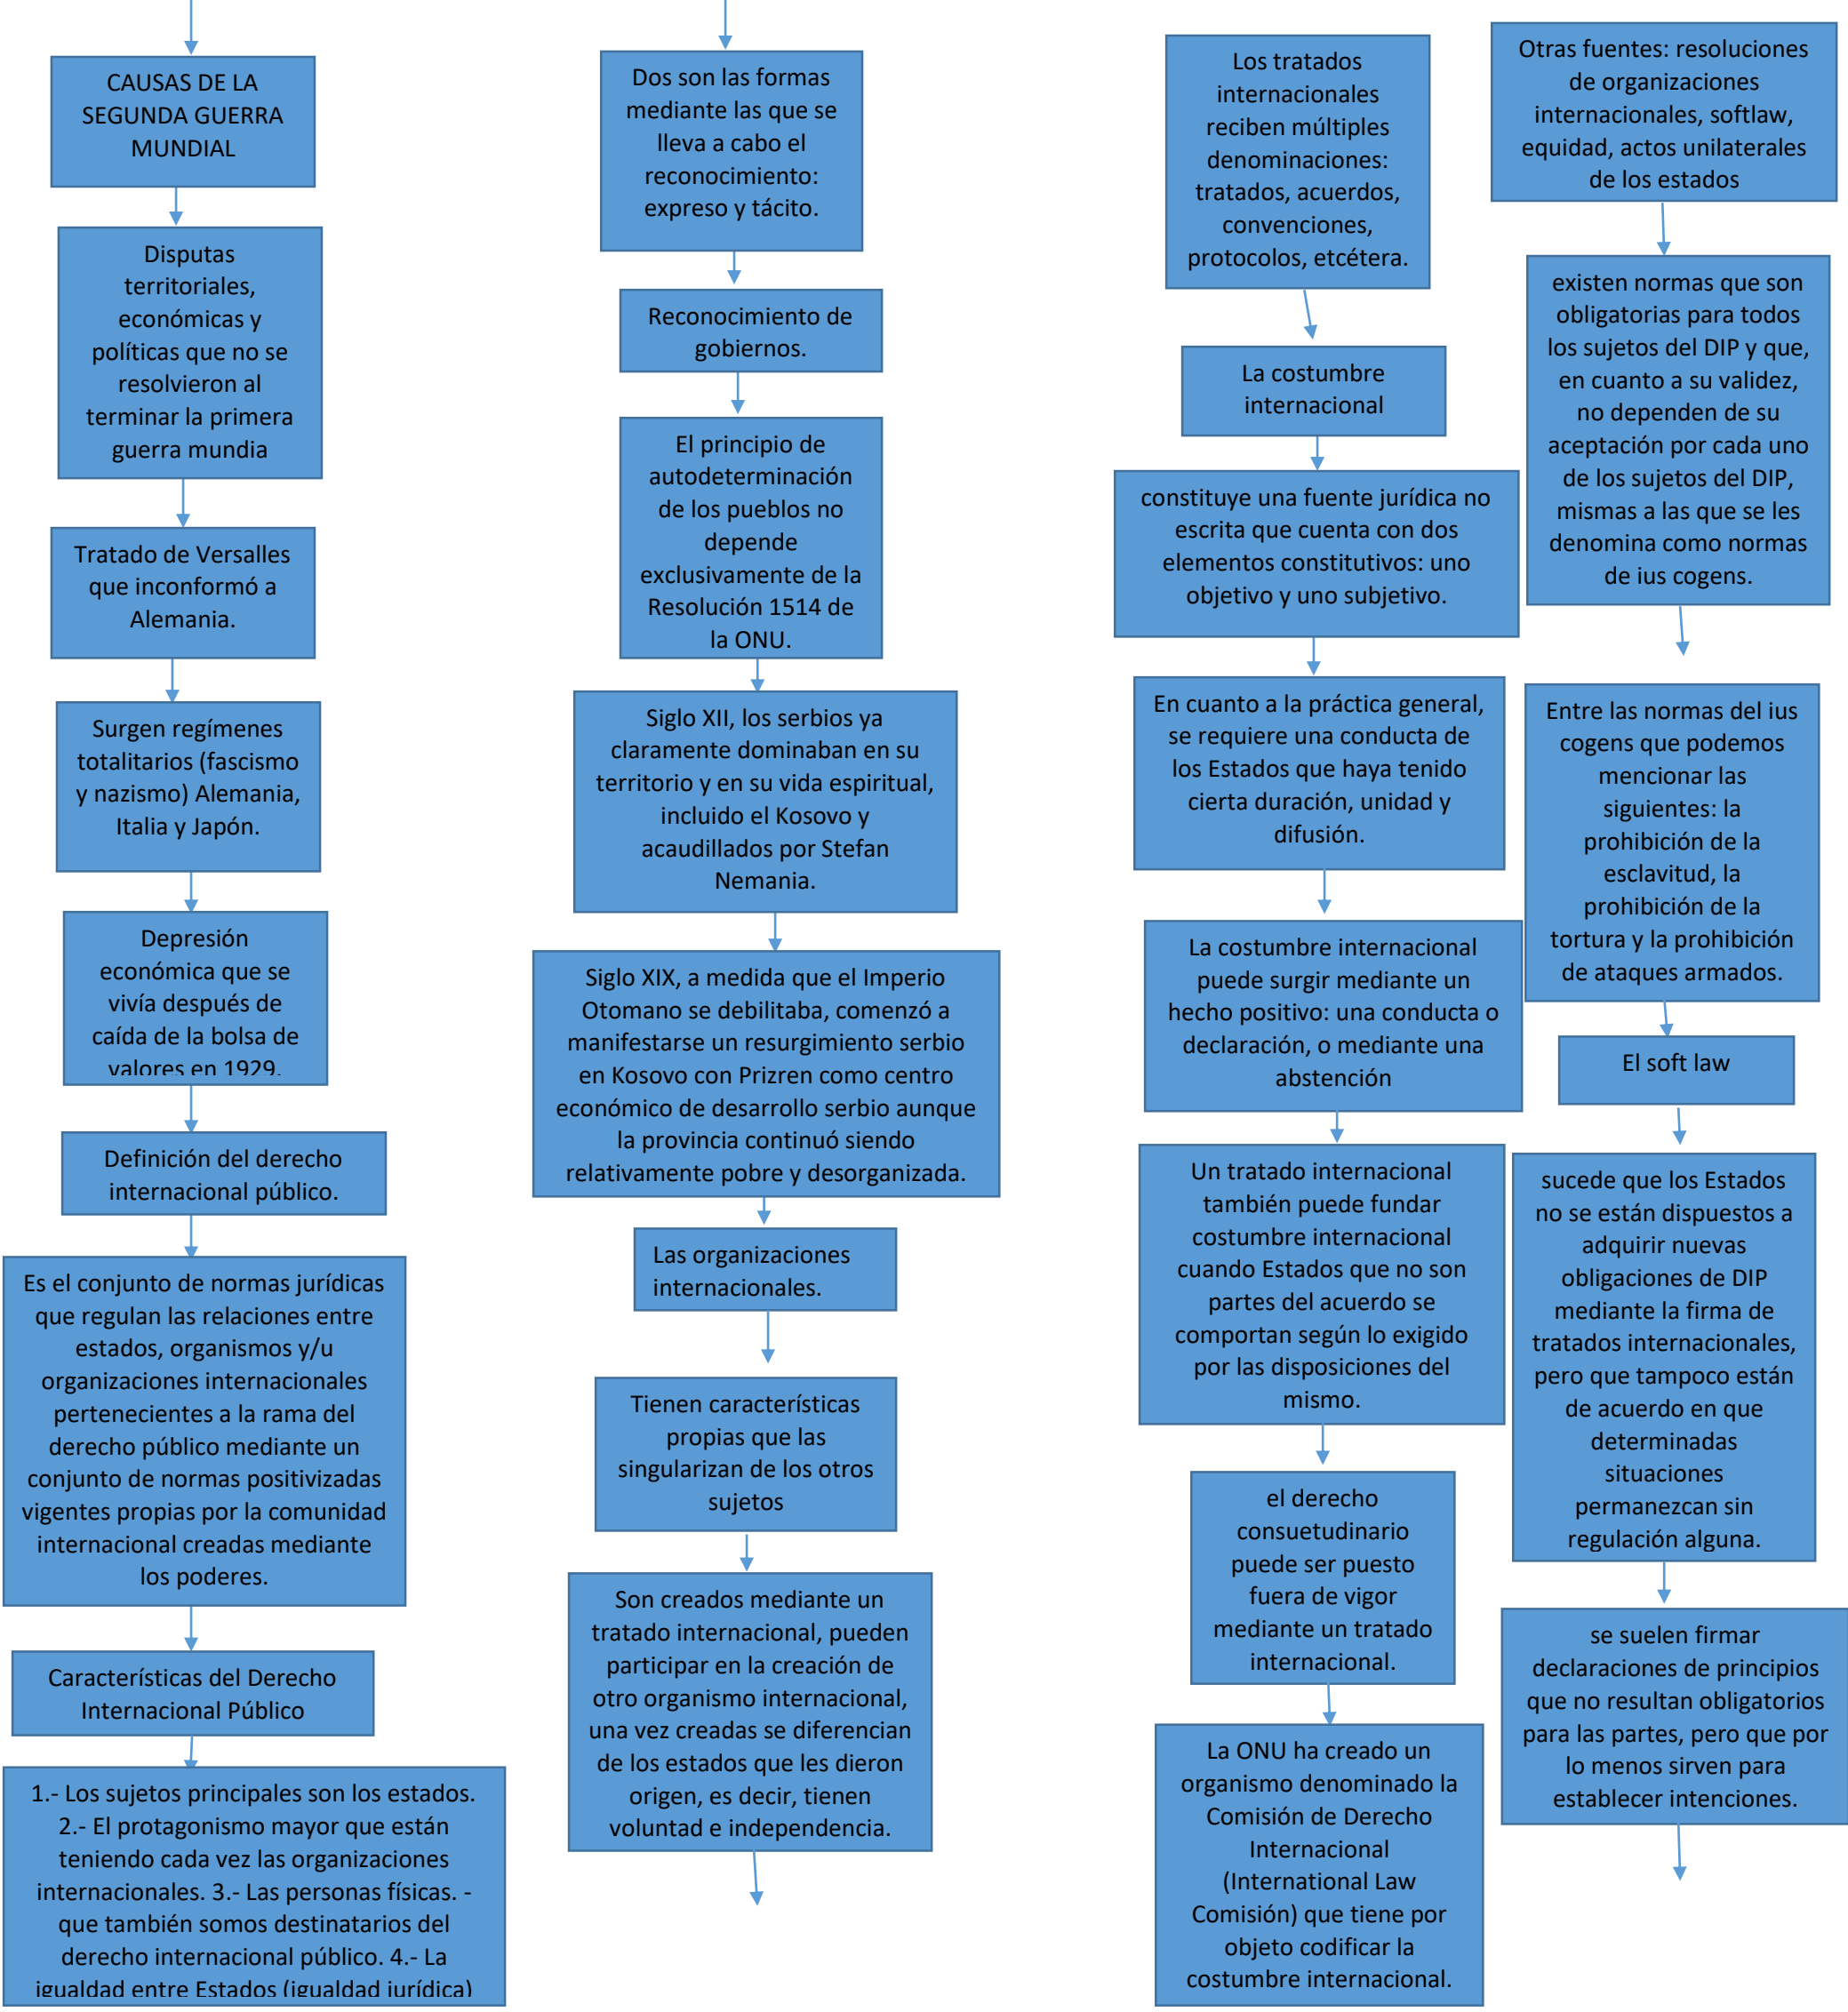 CAUSAS DE LA
SEGUNDA GUERRA
MUNDIAL
Disputas
territoriales,
económicas y
políticas que no se
resolvieron al
terminar la primera
guerra mundia
Tratado de Versalles
que inconformó a
Alemania.
Surgen regímenes
totalitarios (fascismo
y nazismo) Alemania,
Italia y Japón.
Depresión
económica que se
vivía después de
caída de la bolsa de
valores en 1929.
Definición del derecho
internacional público.
Es el conjunto de normas jurídicas
que regulan las relaciones entre
estados, organismos y/u
organizaciones internacionales
pertenecientes a la rama del
derecho público mediante un
conjunto de normas positivizadas
vigentes propias por la comunidad
internacional creadas mediante
los poderes.
Características del Derecho
Internacional Público
1.- Los sujetos principales son los estados.
2.- El protagonismo mayor que están
teniendo cada vez las organizaciones
internacionales. 3.- Las personas físicas. -
que también somos destinatarios del
derecho internacional público. 4.- La
igualdad entre Estados (igualdad jurídica)
Dos son las formas
mediante las que se
lleva a cabo el
reconocimiento:
expreso y tácito.
Reconocimiento de
gobiernos.
El principio de
autodeterminación
de los pueblos no
depende
exclusivamente de la
Resolución 1514 de
la ONU.
Siglo XII, los serbios ya
claramente dominaban en su
territorio y en su vida espiritual,
incluido el Kosovo y
acaudillados por Stefan
Nemania.
Siglo XIX, a medida que el Imperio
Otomano se debilitaba, comenzó a
manifestarse un resurgimiento serbio
en Kosovo con Prizren como centro
económico de desarrollo serbio aunque
la provincia continuó siendo
relativamente pobre y desorganizada.
Las organizaciones
internacionales.
Tienen características
propias que las
singularizan de los otros
sujetos
Son creados mediante un
tratado internacional, pueden
participar en la creación de
otro organismo internacional,
una vez creadas se diferencian
de los estados que les dieron
origen, es decir, tienen
voluntad e independencia.
Los tratados
internacionales
reciben múltiples
denominaciones:
tratados, acuerdos,
convenciones,
protocolos, etcétera.
La costumbre
internacional
constituye una fuente jurídica no
escrita que cuenta con dos
elementos constitutivos: uno
objetivo y uno subjetivo.
En cuanto a la práctica general,
se requiere una conducta de
los Estados que haya tenido
cierta duración, unidad y
difusión.
La costumbre internacional
puede surgir mediante un
hecho positivo: una conducta o
declaración, o mediante una
abstención
Un tratado internacional
también puede fundar
costumbre internacional
cuando Estados que no son
partes del acuerdo se
comportan según lo exigido
por las disposiciones del
mismo.
el derecho
consuetudinario
puede ser puesto
fuera de vigor
mediante un tratado
internacional.
La ONU ha creado un
organismo denominado la
Comisión de Derecho
Internacional
(International Law
Comisión) que tiene por
objeto codificar la
costumbre internacional.
Otras fuentes: resoluciones
de organizaciones
internacionales, softlaw,
equidad, actos unilaterales
de los estados
existen normas que son
obligatorias para todos
los sujetos del DIP y que,
en cuanto a su validez,
no dependen de su
aceptación por cada uno
de los sujetos del DIP,
mismas a las que se les
denomina como normas
de ius cogens.
Entre las normas del ius
cogens que podemos
mencionar las
siguientes: la
prohibición de la
esclavitud, la
prohibición de la
tortura y la prohibición
de ataques armados.
El soft law
sucede que los Estados
no se están dispuestos a
adquirir nuevas
obligaciones de DIP
mediante la firma de
tratados internacionales,
pero que tampoco están
de acuerdo en que
determinadas
situaciones
permanezcan sin
regulación alguna.
se suelen firmar
declaraciones de principios
que no resultan obligatorios
para las partes, pero que por
lo menos sirven para
establecer intenciones.